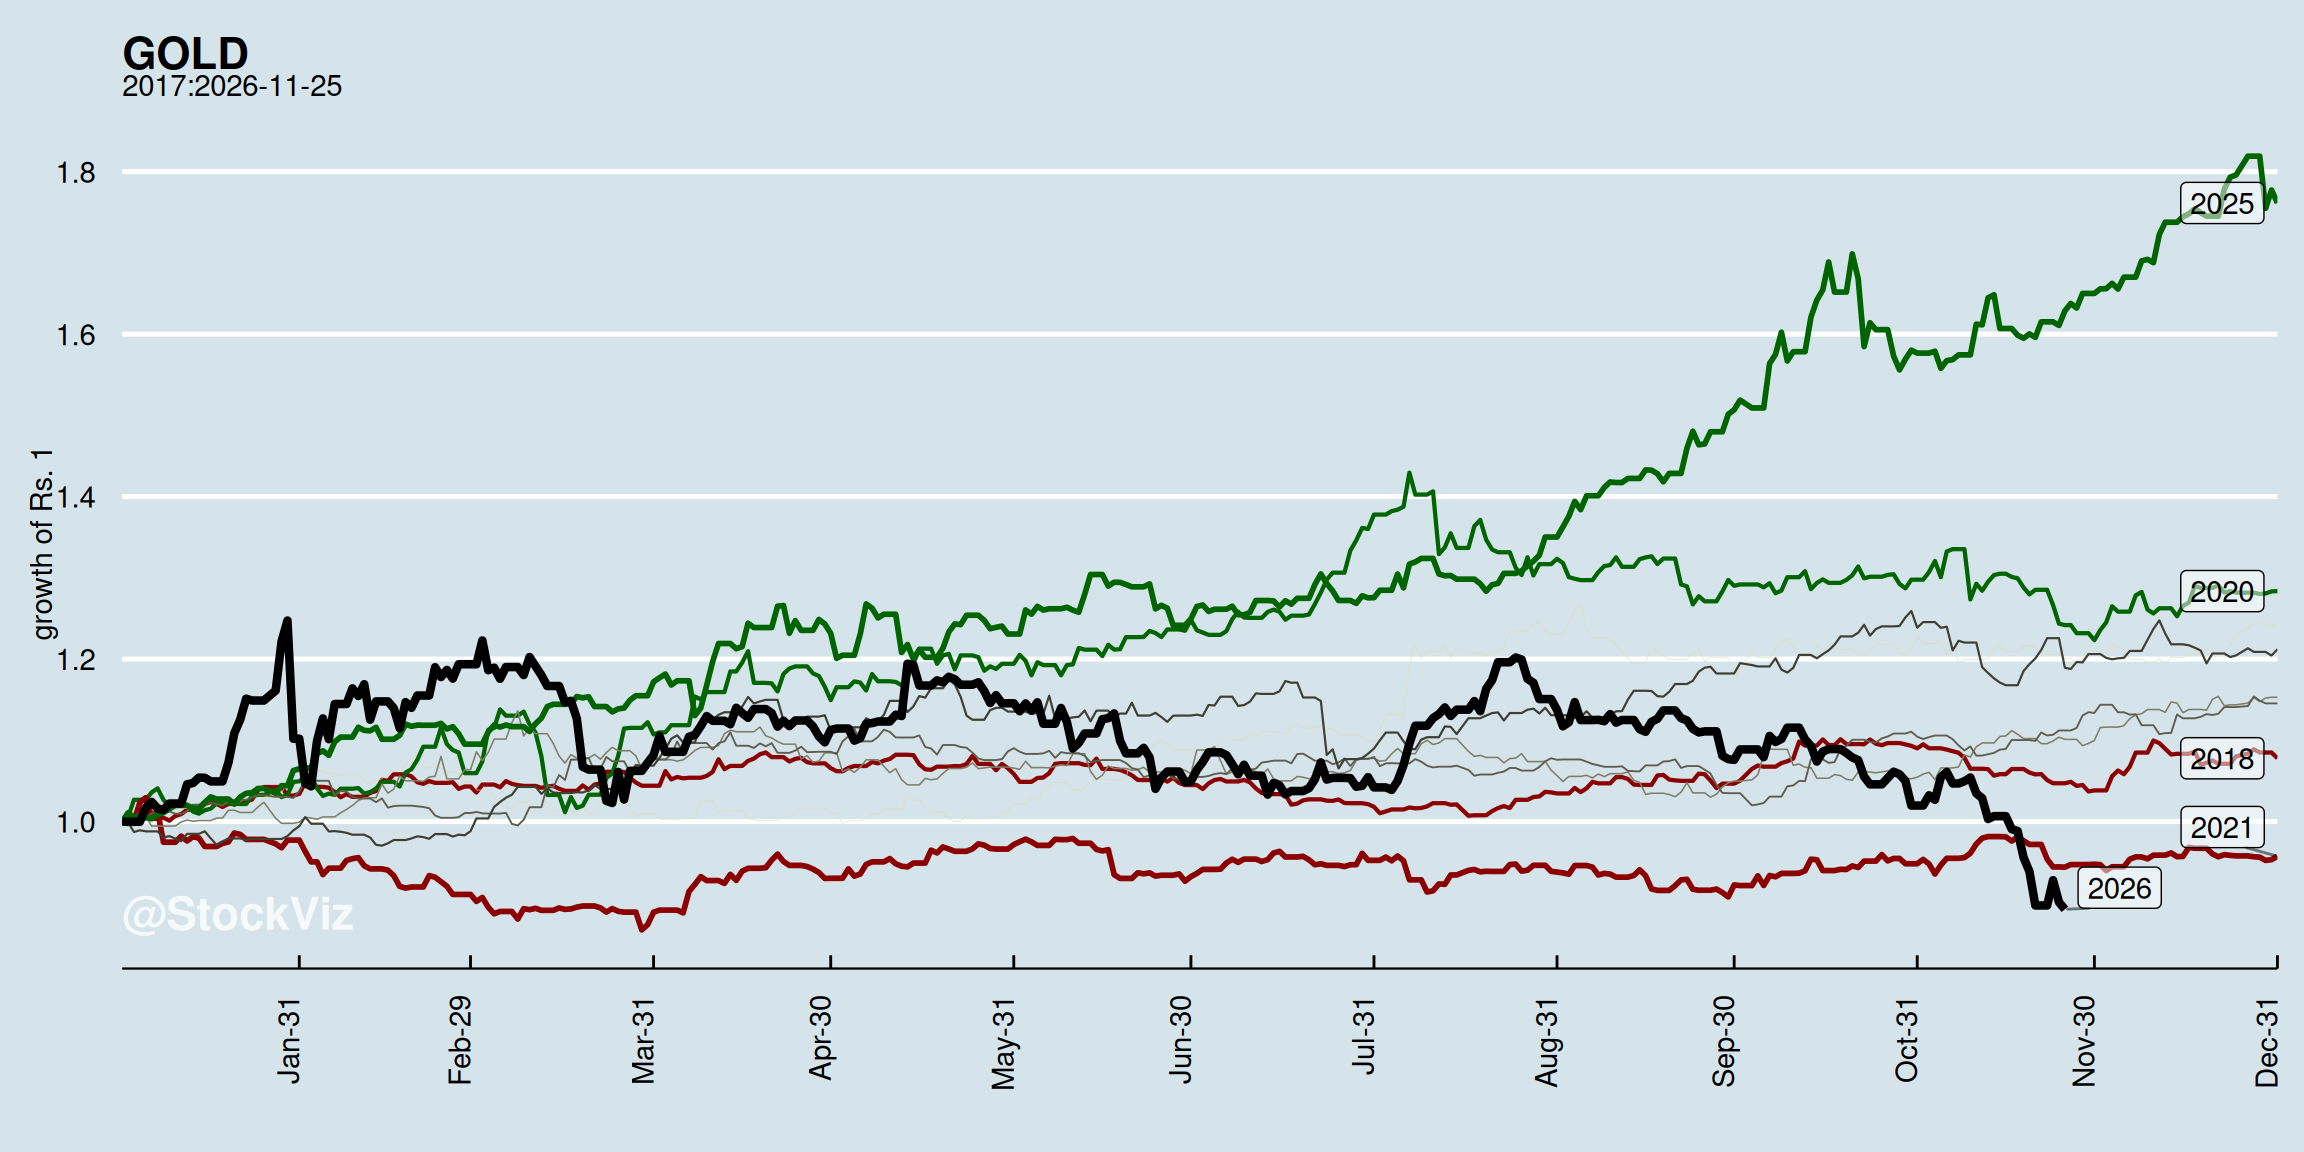 GOLD
2017:2026-11-25
growth of Rs. 1
1.8
1.6
1.4
1.2
1.0
2025
2020
2018
2021
2026
@StockViz
Jan-31
Feb-29
Mar-31
Apr-30
May-31
Jun-30
Jul-31
Aug-31
Sep-30
Oct-31
Nov-30
Dec-31